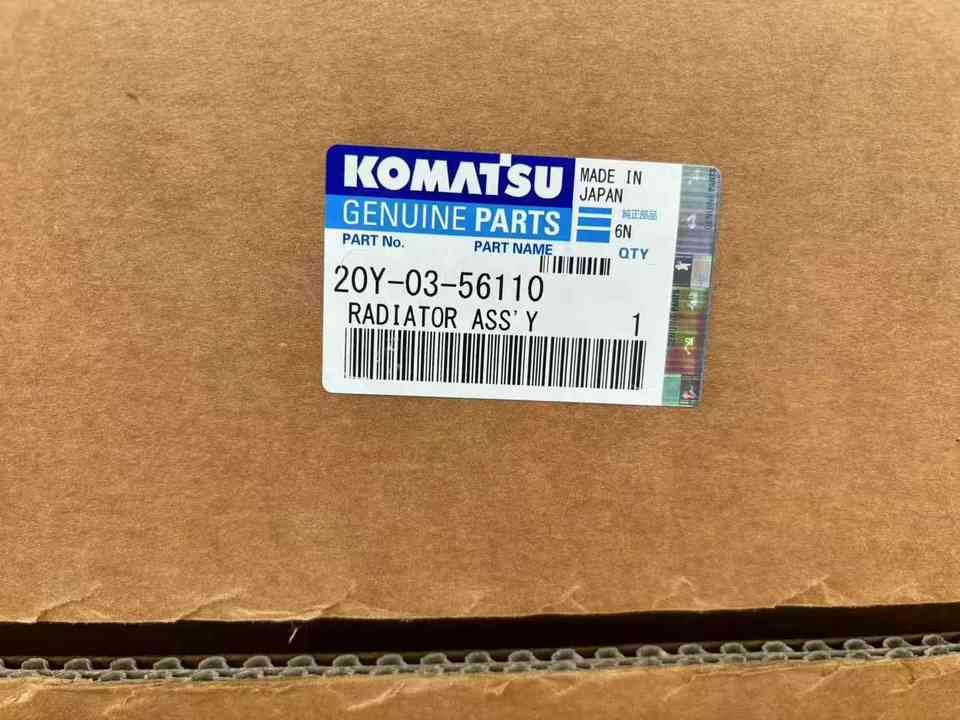 KOMATSU
GENUINE PARTS
MADE IN
JAPAN
純正部品
6N
PART No.
PART NAME
QTY
20Y-03-56110
RADIATOR ASS'Y
1